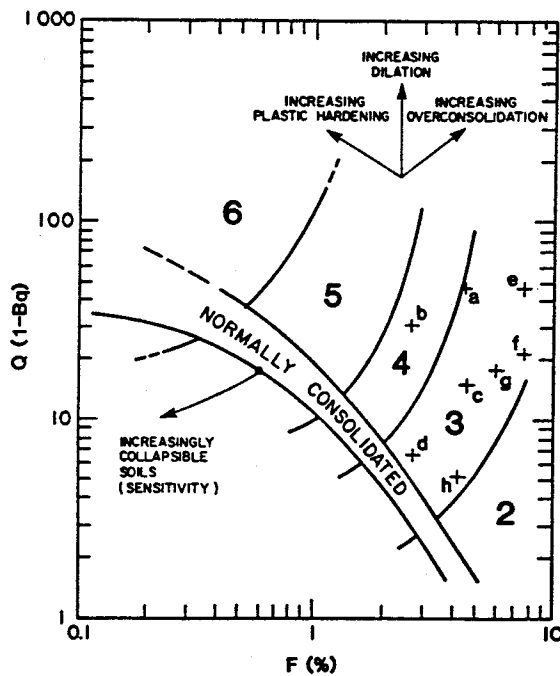 1000
INCREASING
DILATION
INCREASING
PLASTIC HARDENING
INCREASING
OVERCONSOLIDATION
6
100
5
e
a
b
Q (1-Bq)
NORMALLY CONSOLIDATED
4
f
g
3
c
10
d
h
INCREASINGLY
COLLAPSIBLE
SOILS
(SENSITIVITY)
2
1
0.1
1
10
F (%)